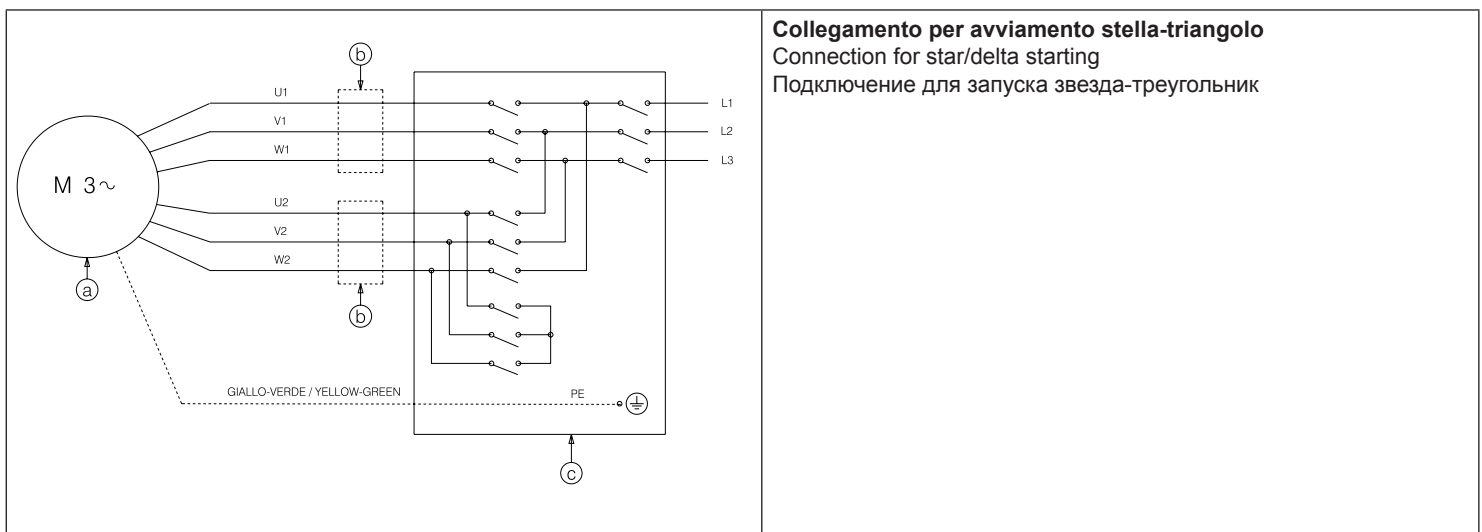 Collegamento per avviamento stella-triangolo
Connection for star/delta starting
Подключение для запуска звезда-треугольник
b
U1
L1
V1
L2
W1
L3
M 3~
U2
V2
W2
a
b
GIALLO-VERDE / YELLOW-GREEN
PE
c